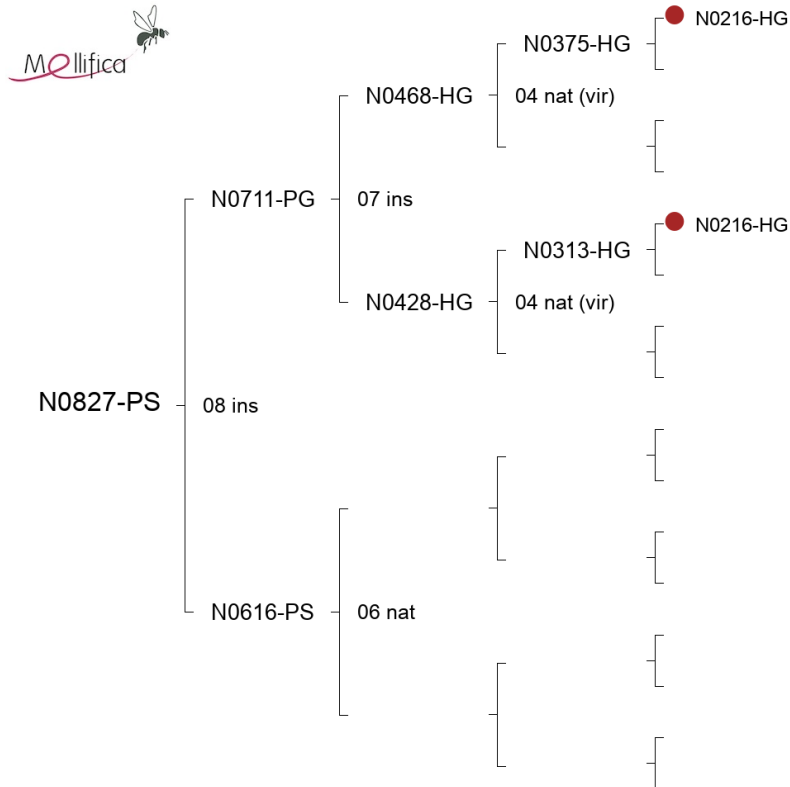 Mellifica
N0216-HG
N0375-HG
N0468-HG
04 nat (vir)
N0711-PG
07 ins
N0216-HG
N0313-HG
N0428-HG
04 nat (vir)
N0827-PS
08 ins
N0616-PS
06 nat